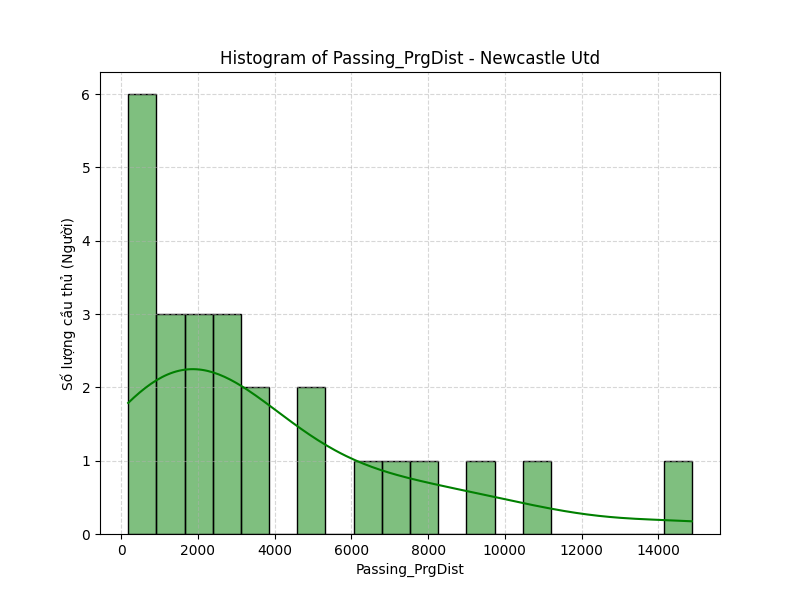 Histogram of Passing_PrgDist - Newcastle Utd
6
5
4
3
2
1
0
Số lượng cầu thủ (Người)
0 2000 4000 6000 8000 10000 12000 14000
Passing_PrgDist